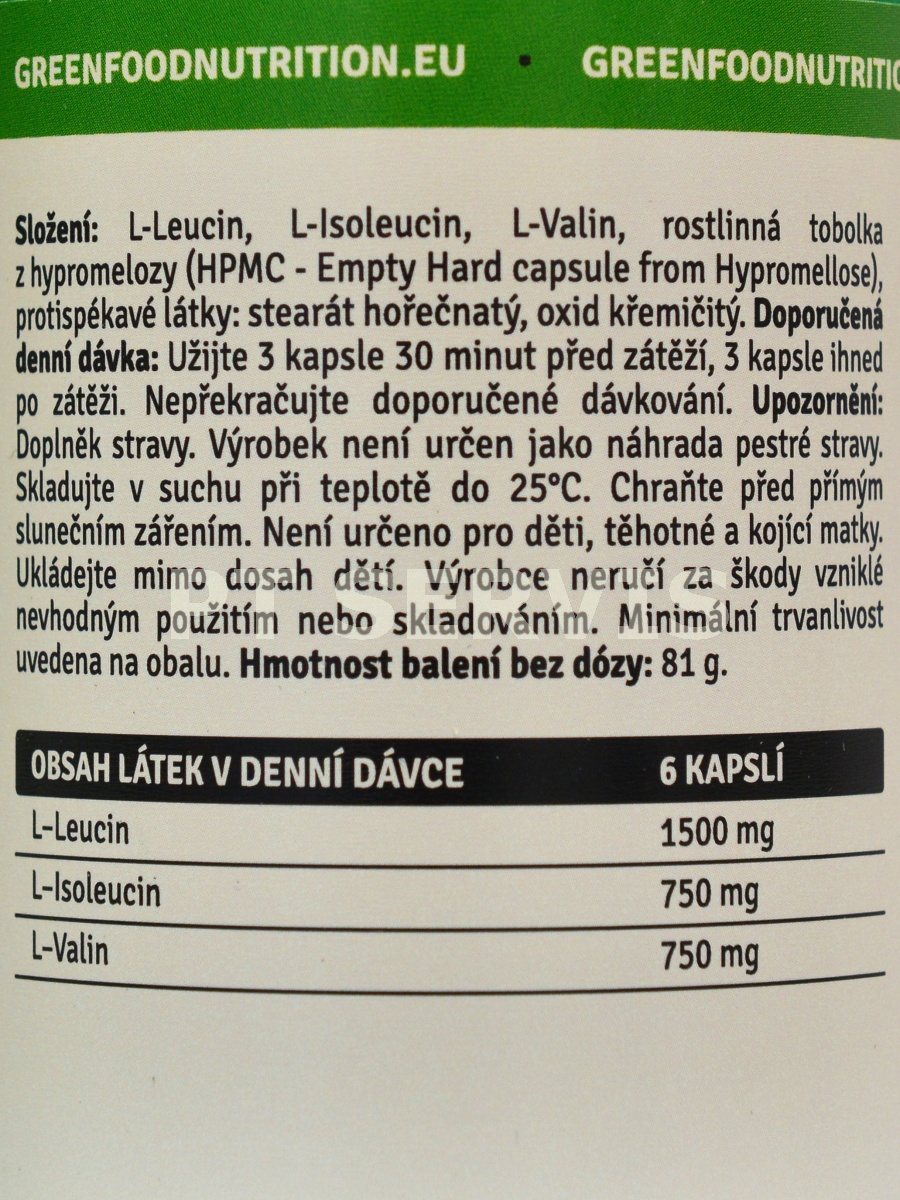 GREENFOODNUTRITION.EU • GREENFOODNUTRITIO
Složení: L-Leucin, L-Isoleucin, L-Valin, rostlinná tobolka
z hypromelozy (HPMC - Empty Hard capsule from Hypromellose),
protispékavé látky: stearát hořečnatý, oxid křemičitý. Doporučená
denní dávka: Užijte 3 kapsle 30 minut před zátěží, 3 kapsle ihned
po zátěži. Nepřekračujte doporučené dávkování. Upozornění:
Doplněk stravy. Výrobek není určen jako náhrada pestré stravy.
Skladujte v suchu při teplotě do 25°C. Chraňte před přímým
slunečním zářením. Není určeno pro děti, těhotné a kojící matky.
Ukládejte mimo dosah dětí. Výrobce neručí za škody vzniklé
nevhodným použitím nebo skladováním. Minimální trvanlivost
uvedena na obalu. Hmotnost balení bez dózy: 81 g.
OBSAH LÁTEK V DENNÍ DÁVCE 6 KAPSLÍ
L-Leucin 1500 mg
L-Isoleucin 750 mg
L-Valin 750 mg